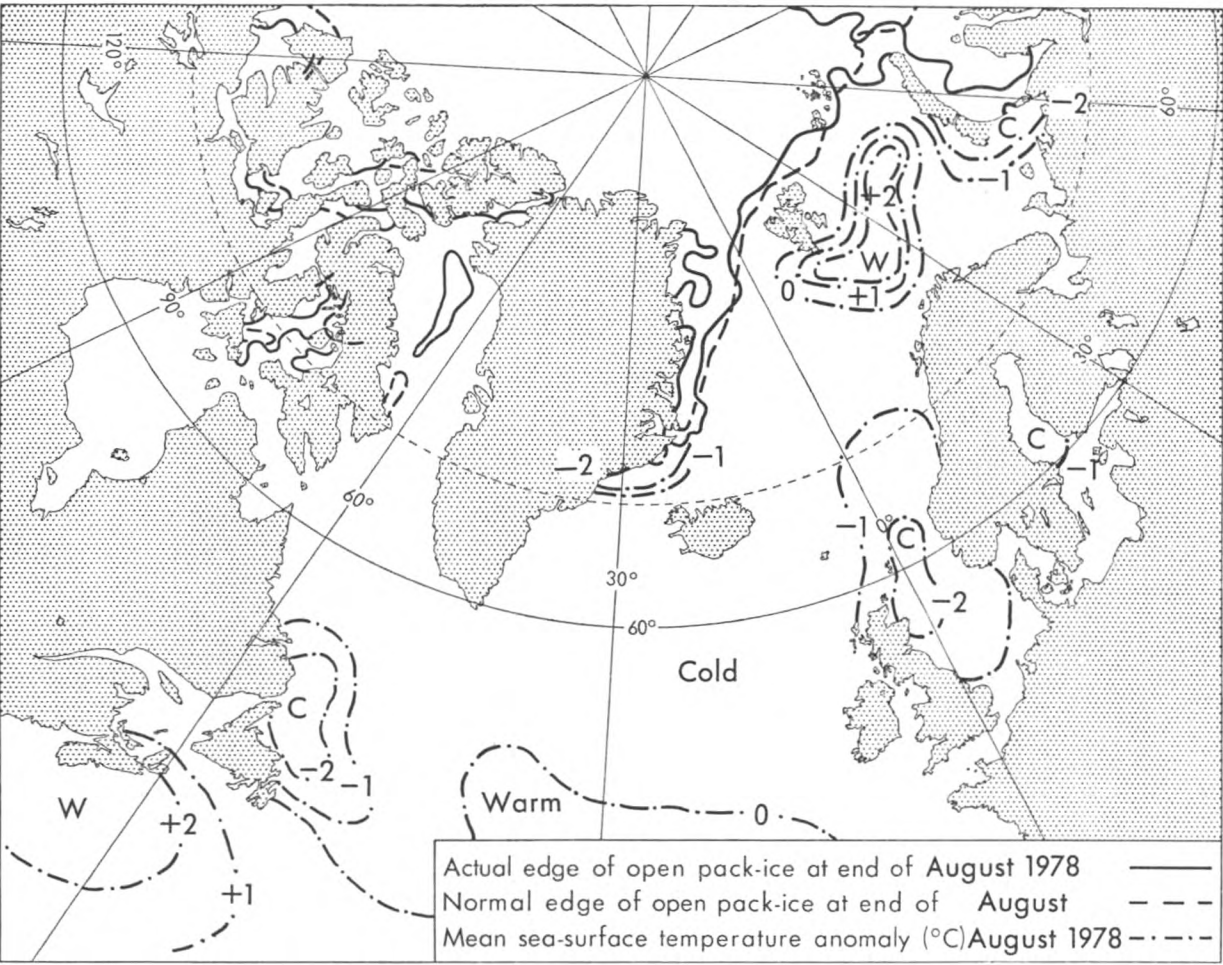 120°
60°
-2
C
-1
+2
W
0
+1
90°
30°
C
-1
-2
-1
60°
-1
0°
C
-2
30°
60°
Cold
C
-2
-1
Warm
0
W
+2
+1
Actual edge of open pack-ice at end of August 1978
Normal edge of open pack-ice at end of August
Mean sea-surface temperature anomaly (°C) August 1978